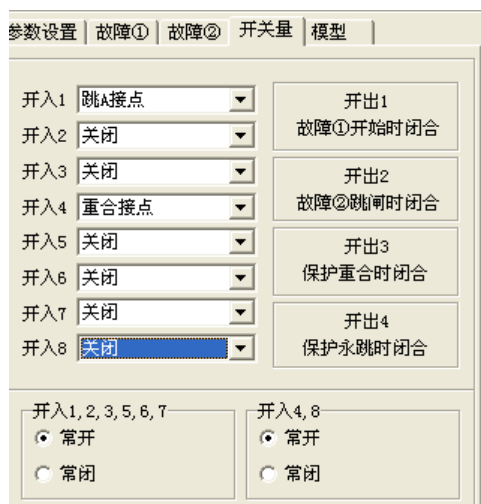 参数设置 故障① 故障② 开关量 模型
开入1 跳A接点
开入2 关闭
开入3 关闭
开入4 重合接点
开入5 关闭
开入6 关闭
开入7 关闭
开入8 关闭
开出1
故障①开始时闭合
开出2
故障②跳闸时闭合
开出3
保护重合时闭合
开出4
保护永跳时闭合
开入1,2,3,5,6,7
常开
常闭
开入4,8
常开
常闭